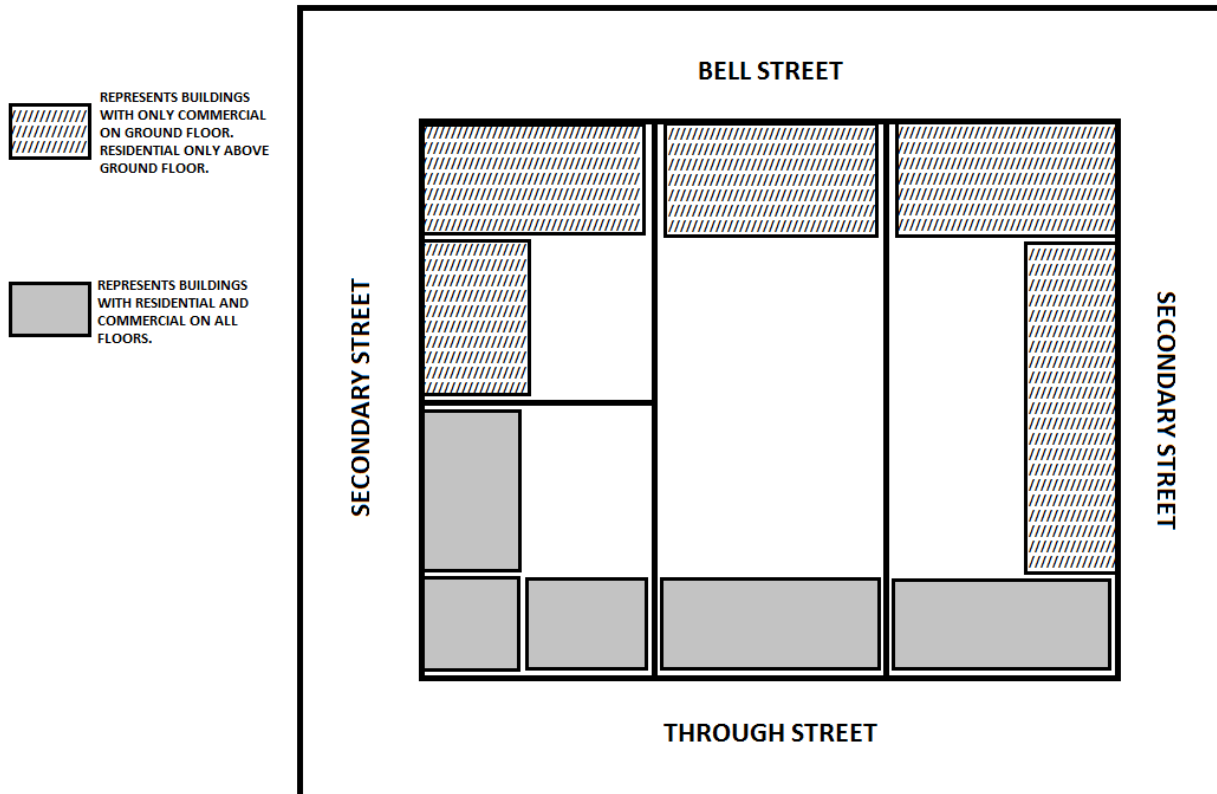 REPRESENTS BUILDINGS
WITH ONLY COMMERCIAL
ON GROUND FLOOR.
RESIDENTIAL ONLY ABOVE
GROUND FLOOR.
REPRESENTS BUILDINGS
WITH RESIDENTIAL AND
COMMERCIAL ON ALL
FLOORS.
BELL STREET
SECONDARY STREET
SECONDARY STREET
THROUGH STREET